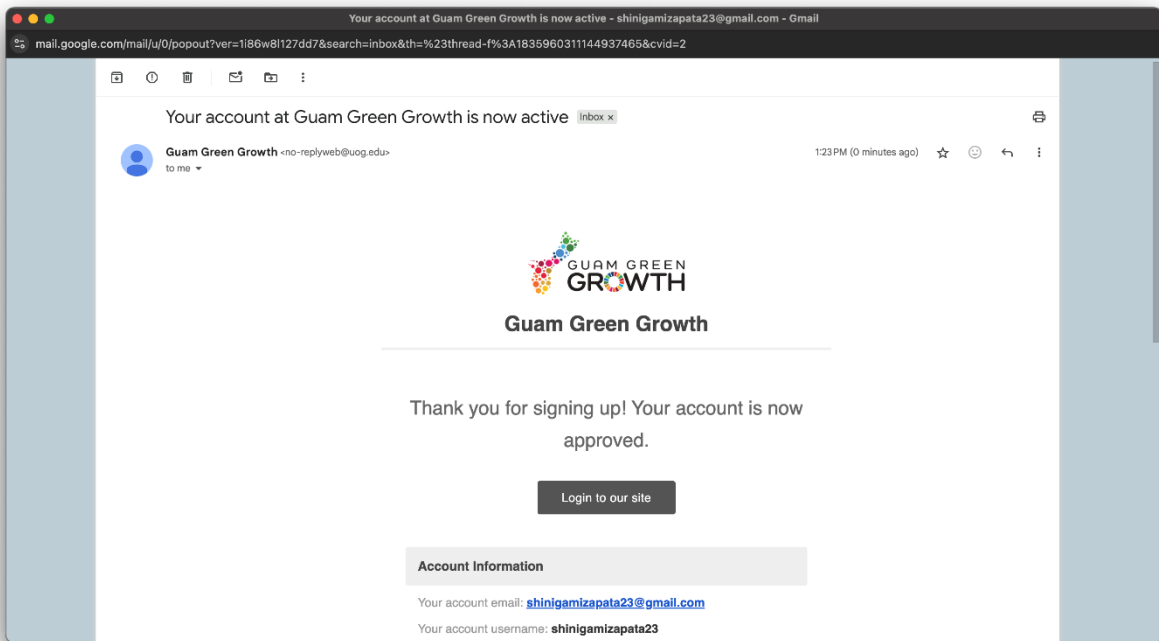 Your account at Guam Green Growth is now active - shinigamizapata23@gmail.com - Gmail
mail.google.com/mail/u/0/popout?ver=1i86w8l127dd7&search=inbox&th=%23thread-f%3A1835960311144937465&cvid=2
Your account at Guam Green Growth is now active Inbox x
Guam Green Growth <no-replyweb@uog.edu> 1:23 PM (0 minutes ago)
to me
GUAM GREEN
GROWTH
Guam Green Growth
Thank you for signing up! Your account is now
approved.
Login to our site
Account Information
Your account email: shinigamizapata23@gmail.com
Your account username: shinigamizapata23